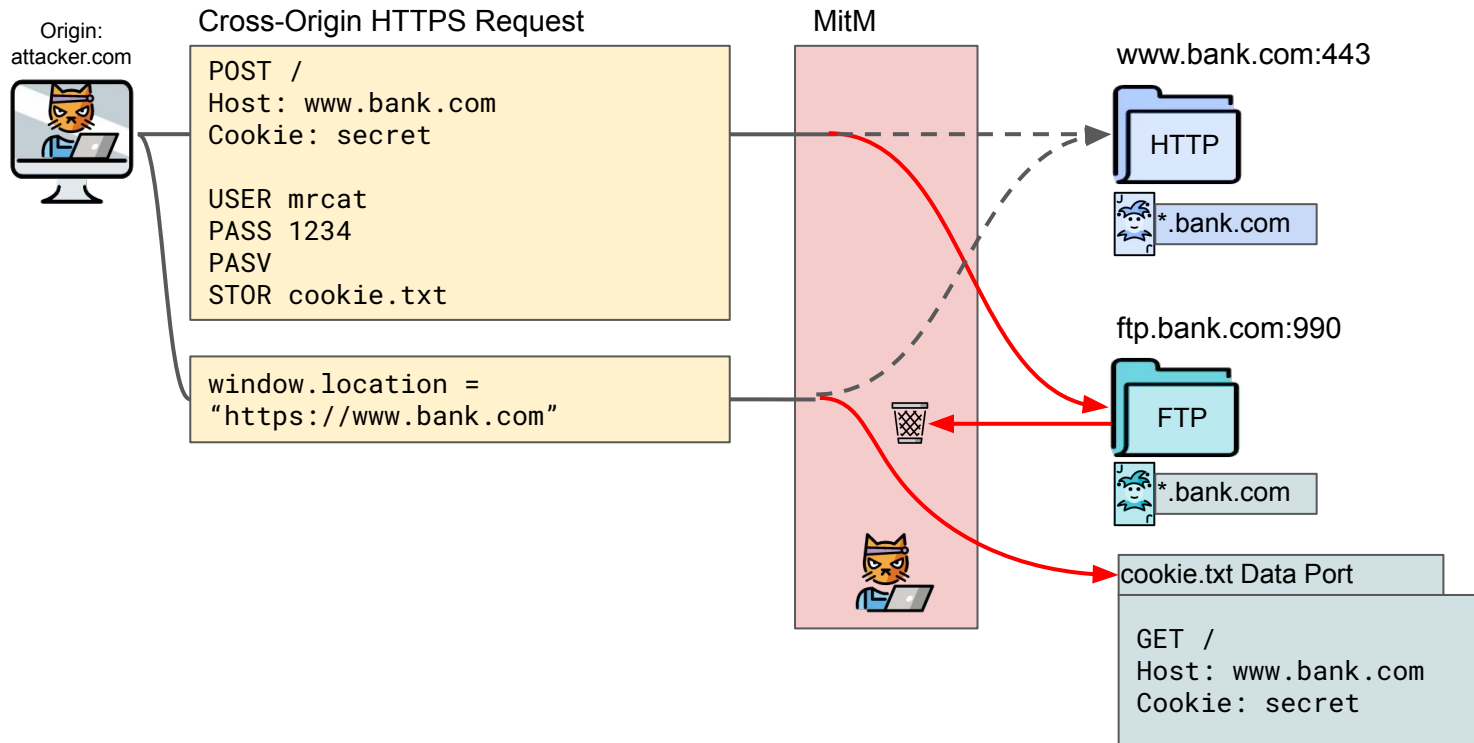 Origin:
attacker.com
Cross-Origin HTTPS Request
POST /
Host: www.bank.com
Cookie: secret
USER mrcat
PASS 1234
PASV
STOR cookie.txt
window.location =
“https://www.bank.com”
MitM
www.bank.com:443
HTTP
J
*.bank.com
J
ftp.bank.com:990
FTP
J
*.bank.com
J
cookie.txt Data Port
GET /
Host: www.bank.com
Cookie: secret